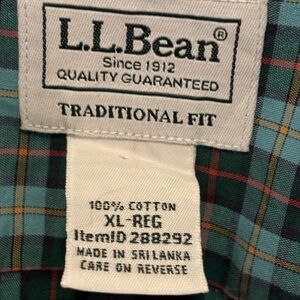 L.L.Bean®
Since 1912
QUALITY GUARANTEED
TRADITIONAL FIT
100% COTTON
XL-REG
ItemID 288292
MADE IN SRI LANKA
CARE ON REVERSE